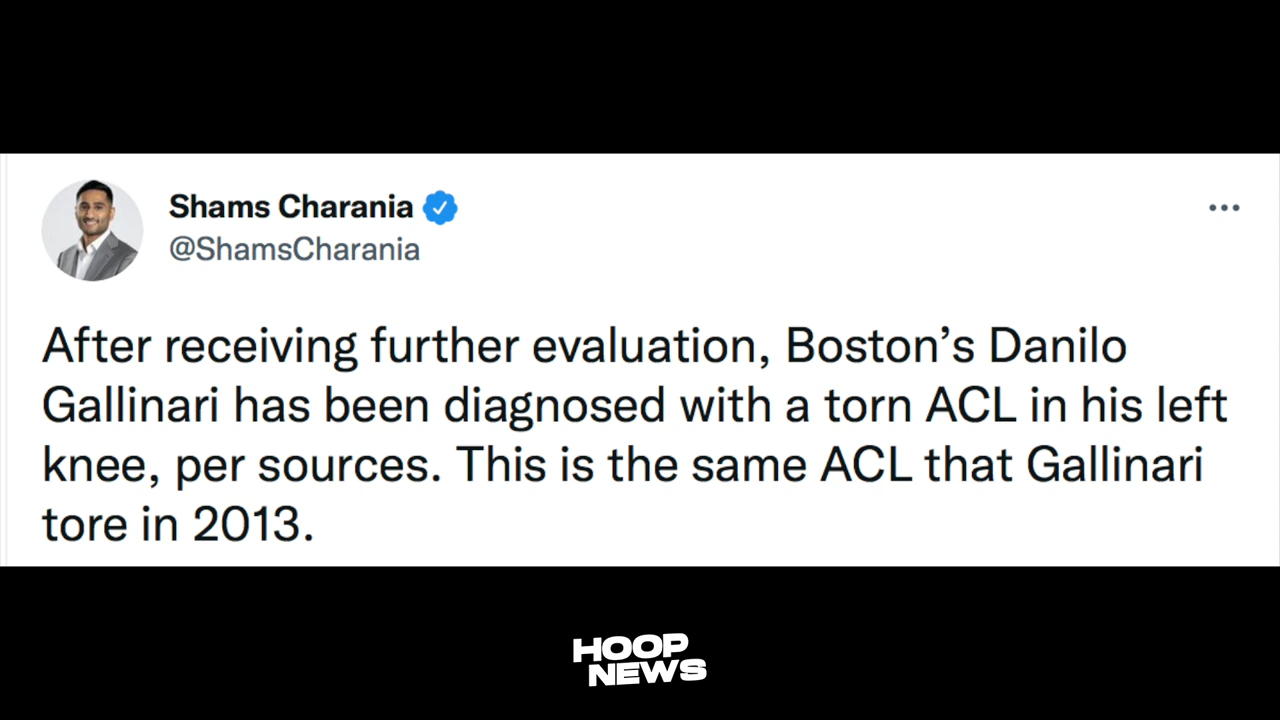 Shams Charania
@ShamsCharania
After receiving further evaluation, Boston’s Danilo
Gallinari has been diagnosed with a torn ACL in his left
knee, per sources. This is the same ACL that Gallinari
tore in 2013.
HOOP
NEWS